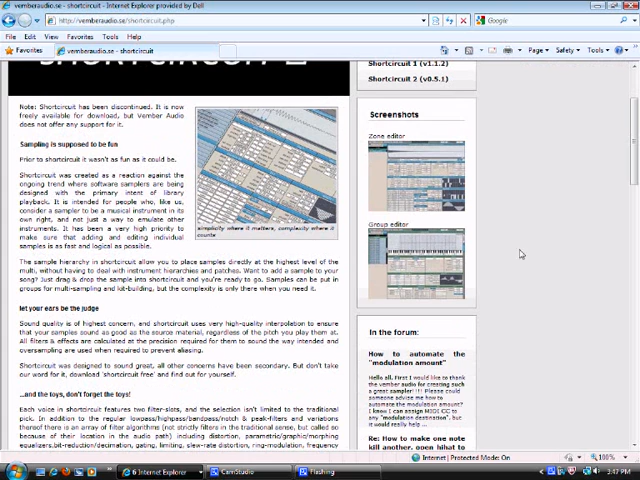 vemberaudio.se - shortcircuit - Internet Explorer provided by Dell
http://vemberaudio.se/shortcircuit.php
Google
File Edit View Favorites Tools Help
Favorites
vemberaudio.se - shortcircuit
Page Safety Tools
SHORTCIRCUIT 2
Note: Shortcircuit has been discontinued. It is now
freely available for download, but Vember Audio
does not offer any support for it.
Sampling is supposed to be fun
Prior to shortcircuit it wasn't as fun as it could be.
Shortcircuit was created as a reaction against the
ongoing trend where software samplers are being
designed with the primary intent of library
playback. It is intended for people who, like us,
consider a sampler to be a musical instrument in its
own right, and not just a way to emulate other
instruments. It has been a very high priority to
make sure that adding and editing individual
samples is as fast and logical as possible.
simplicity where it matters, complexity where it
counts
The sample hierarchy in shortcircuit allow you to place samples directly at the highest level of the
multi, without having to deal with instrument hierarchies and patches. Want to add a sample to your
song? Just drag & drop the sample into shortcircuit and you're ready to go. Samples can be put in
groups for multi-sampling and kit-building, but the complexity is only there when you need it.
let your ears be the judge
Sound quality is of highest concern, and shortcircuit uses very high-quality interpolation to ensure
that your samples sound as good as the source material, regardless of the pitch you play them at.
All filters & effects are calculated at the precision required for them to sound the way intended and
oversampling are used when required to prevent aliasing.
Shortcircuit was designed to sound great, all other concerns have been secondary. But don't take
our word for it, download 'shortcircuit free' and find out for yourself.
...and the toys, don't forget the toys!
Each voice in shortcircuit features two filter-slots, and the selection isn't limited to the traditional
pick. In addition to the regular lowpass/highpass/bandpass/notch & peak-filters and variations
thereof there is an array of filter algorithms (not strictly filters in the traditional sense, but called so
because of their location in the audio path) including distortion, parametric/graphic/morphing
equalizers,bit-reduction/decimation, gating, limiting, slew-rate distortion, ring-modulation, frequency
Shortcircuit 1 (v1.1.2)
Shortcircuit 2 (v0.5.1)
Screenshots
Zone editor
Group editor
In the forum:
How to automate the
"modulation amount"
Hello all, First I would like to thank
the vember audio for creating such
a great sampler! !!! Please could
someone advise me how to
automate the modulation amount?
I know I can assign MIDI CC to
any "modulation destination", but
it would really help ...
Re: How to make one note
kill another, open hihat to
Internet | Protected Mode: On
100%
6 Internet Explorer
CamStudio
Flashing
3:47 PM